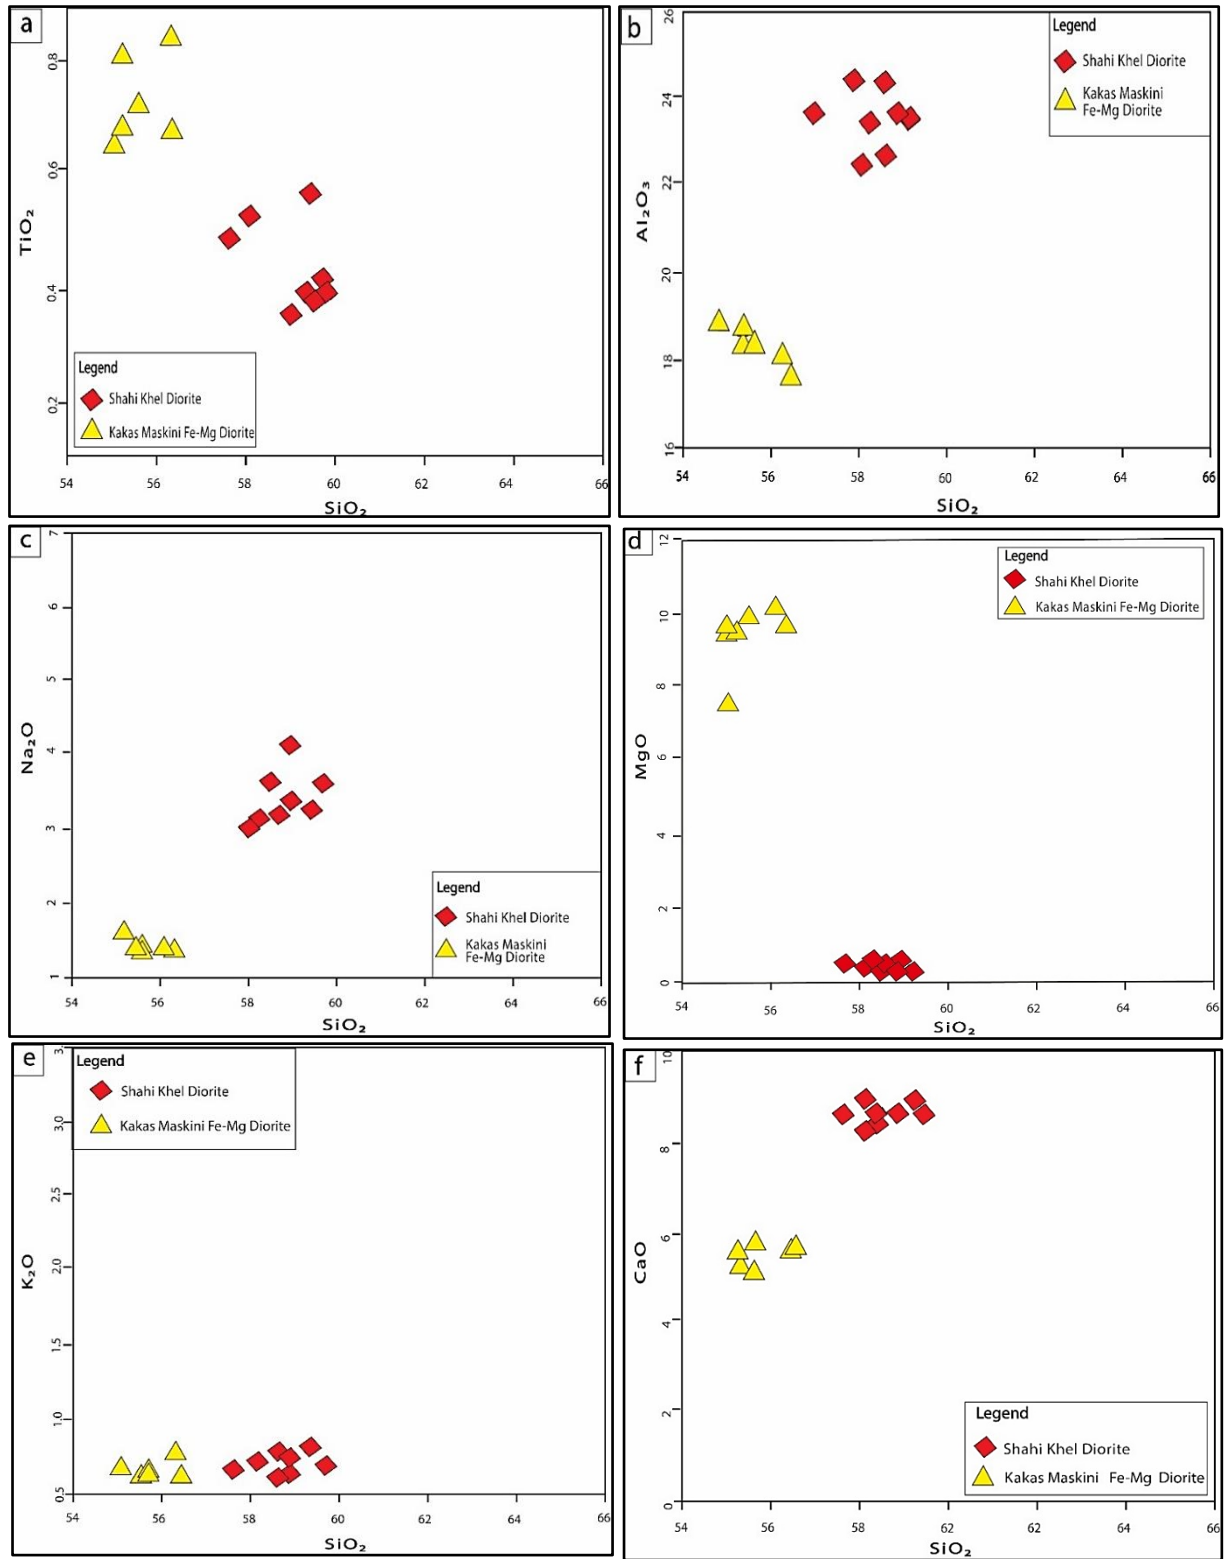 a
0.8
0.6
0.4
0.2
TiO₂
Legend
Shahi Khel Diorite
Kakas Maskini Fe-Mg Diorite
54 56 58 60 62 64 66
SiO₂
b
26
24
22
20
18
16
Al₂O₃
Legend
Shahi Khel Diorite
Kakas Maskini
Fe-Mg Diorite
54 56 58 60 62 64 66
SiO₂
c
7
6
5
4
3
2
1
Na₂O
Legend
Shahi Khel Diorite
Kakas Maskini
Fe-Mg Diorite
54 56 58 60 62 64 66
SiO₂
d
12
10
8
6
4
2
0
MgO
Legend
Shahi Khel Diorite
Kakas Maskini Fe-Mg Diorite
54 56 58 60 62 64 66
SiO₂
e
3.
3.0
2.5
2.0
1.5
1.0
0.5
K₂O
Legend
Shahi Khel Diorite
Kakas Maskini Fe-Mg Diorite
54 56 58 60 62 64 66
SiO₂
f
10
8
6
4
2
0
CaO
Legend
Shahi Khel Diorite
Kakas Maskini Fe-Mg Diorite
54 56 58 60 62 64 66
SiO₂